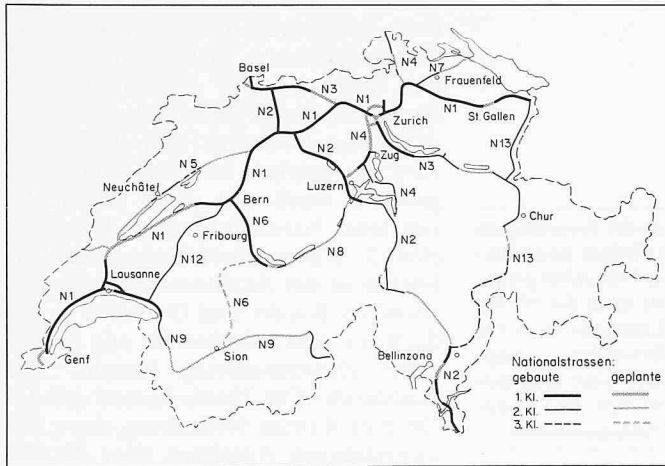 N4
Basel
N7
N3
Frauenfeld
N1
N2
N1
Zurich
N1
St. Gallen
N4
N2
N13
N5
Zug
N3
Neuchâtel
N1
Luzern
N4
Bern
Chur
N6
N1
Fribourg
N8
N2
N12
Lausanne
N13
N1
N6
N9
N9
Sion
Bellinzona
Genf
N2
Nationalstrassen:
gebaute geplante
1. Kl.
2. Kl.
3. Kl.